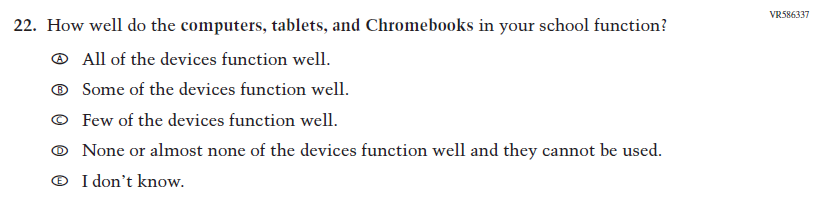 VR586337
22. How well do the computers, tablets, and Chromebooks in your school function?
A All of the devices function well.
B Some of the devices function well.
C Few of the devices function well.
D None or almost none of the devices function well and they cannot be used.
E I don't know.